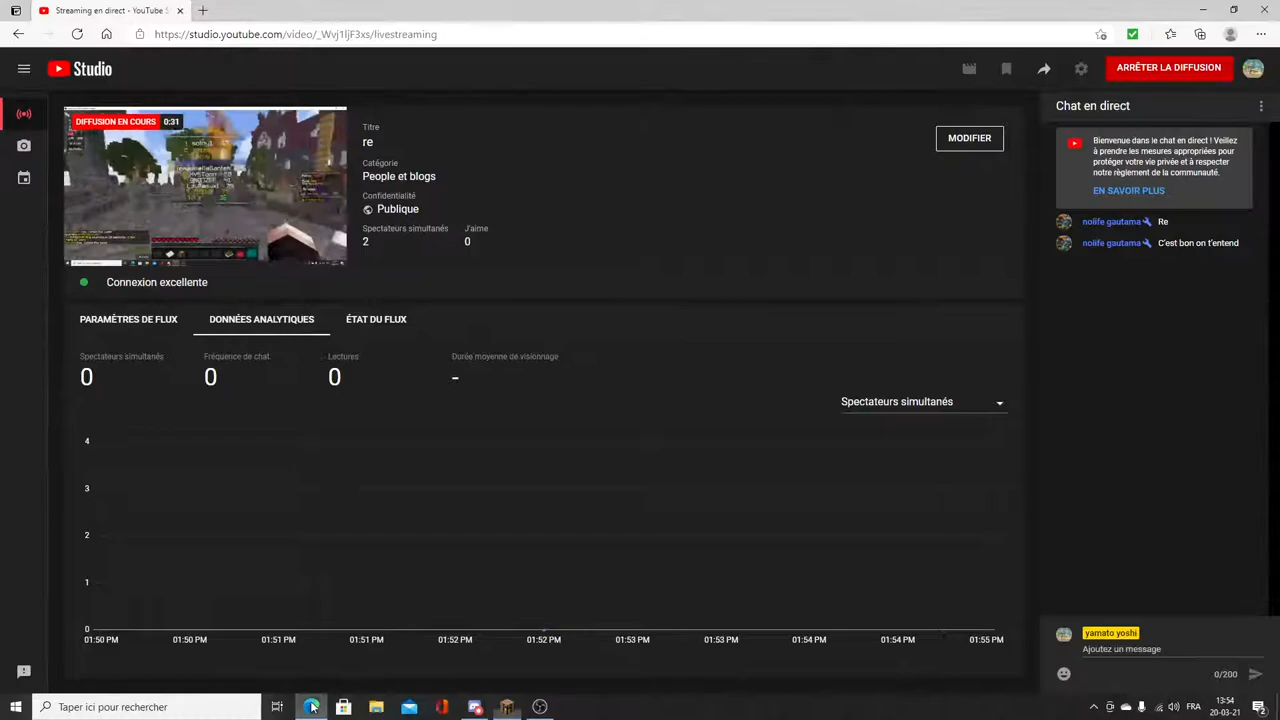 Streaming en direct - YouTube S
https://studio.youtube.com/video/_Wvj1ljF3xs/livestreaming
Studio
ARRÊTER LA DIFFUSION
DIFFUSION EN COURS 0:31
Titre
re
Catégorie
People et blogs
Confidentialité
Publique
Spectateurs simultanés J'aime
2 0
MODIFIER
Connexion excellente
PARAMÈTRES DE FLUX DONNÉES ANALYTIQUES ÉTAT DU FLUX
Spectateurs simultanés Fréquence de chat Lectures Durée moyenne de visionnage
0 0 0 -
Spectateurs simultanés
4
3
2
1
0
01:50 PM 01:50 PM 01:51 PM 01:51 PM 01:52 PM 01:52 PM 01:53 PM 01:53 PM 01:54 PM 01:54 PM 01:55 PM
Chat en direct
Bienvenue dans le chat en direct ! Veillez
à prendre les mesures appropriées pour
protéger votre vie privée et à respecter
notre règlement de la communauté.
EN SAVOIR PLUS
nolife gautama Re
nolife gautama C'est bon on t'entend
yamato yoshi
Ajoutez un message
0/200
Taper ici pour rechercher
FRA
13:54
20-03-21
2